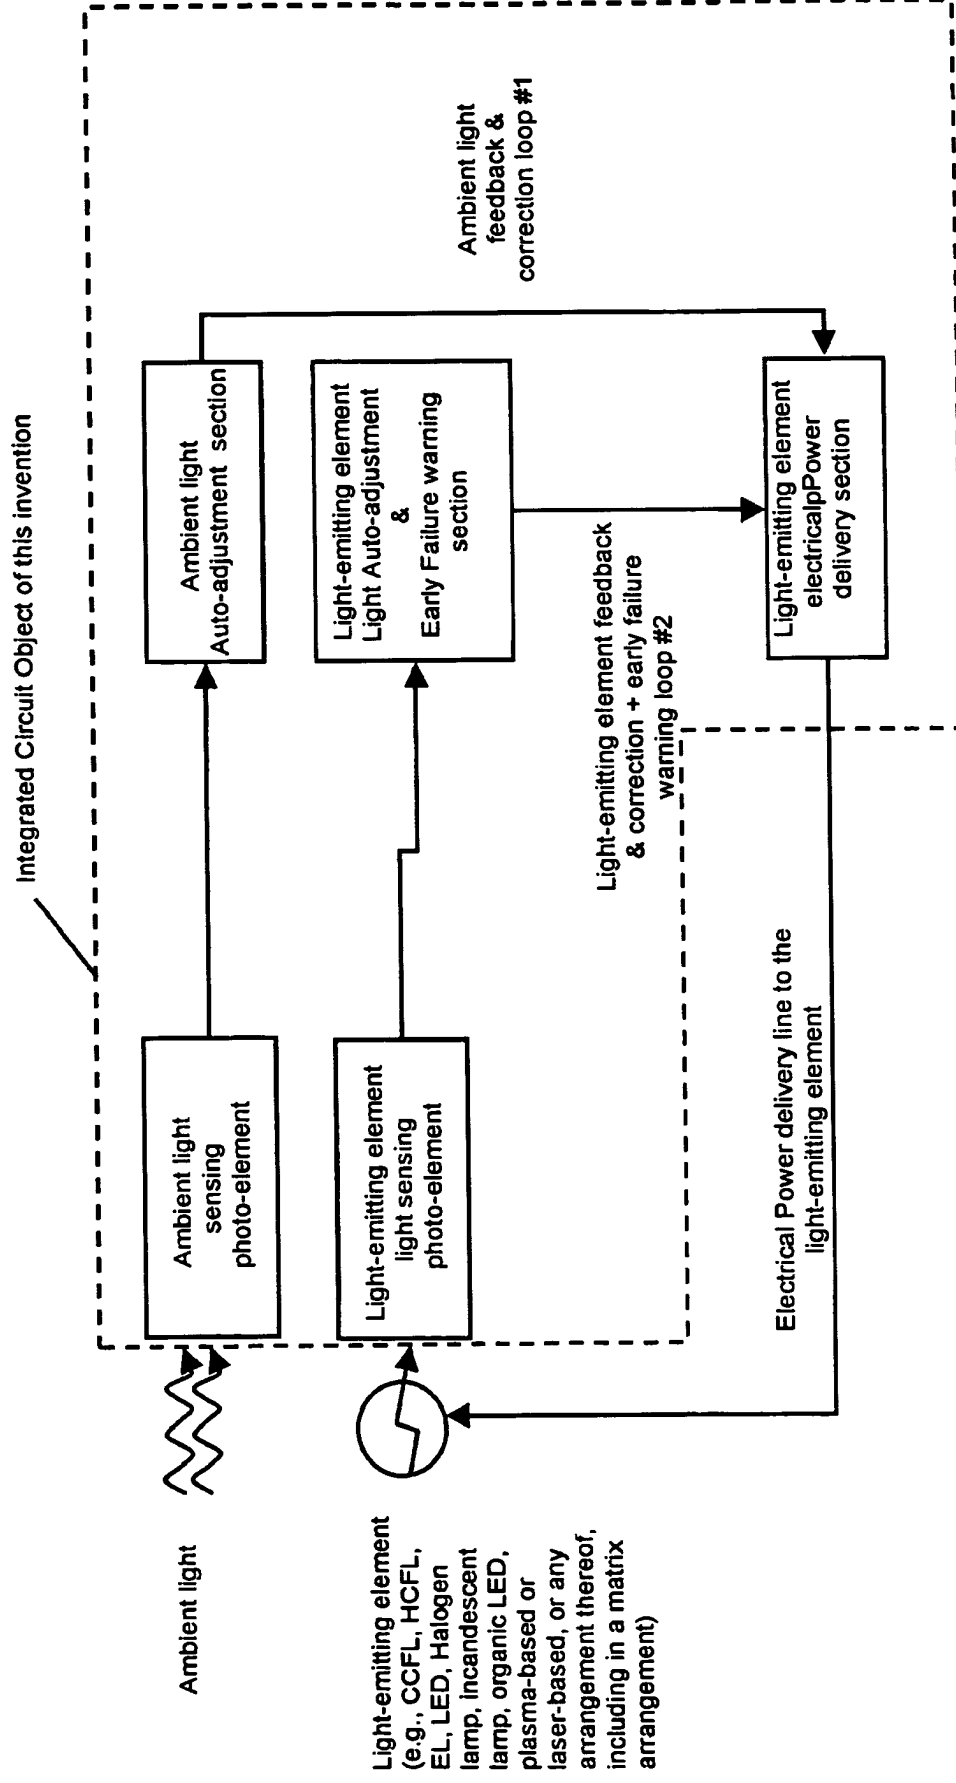 Integrated Circuit Object of this invention
Ambient light
Ambient light
sensing
photo-element
Ambient light
Auto-adjustment section
Ambient light
feedback &
correction loop #1
Light-emitting element
(e.g., CCFL, HCFL,
EL, LED, Halogen
lamp, incandescent
lamp, organic LED,
plasma-based or
laser-based, or any
arrangement thereof,
including in a matrix
arrangement)
Light-emitting element
light sensing
photo-element
Light-emitting element
Light Auto-adjustment
&
Early Failure warning
section
Light-emitting element feedback
& correction + early failure
warning loop #2
Light-emitting element
electricalpPower
delivery section
Electrical Power delivery line to the
light-emitting element